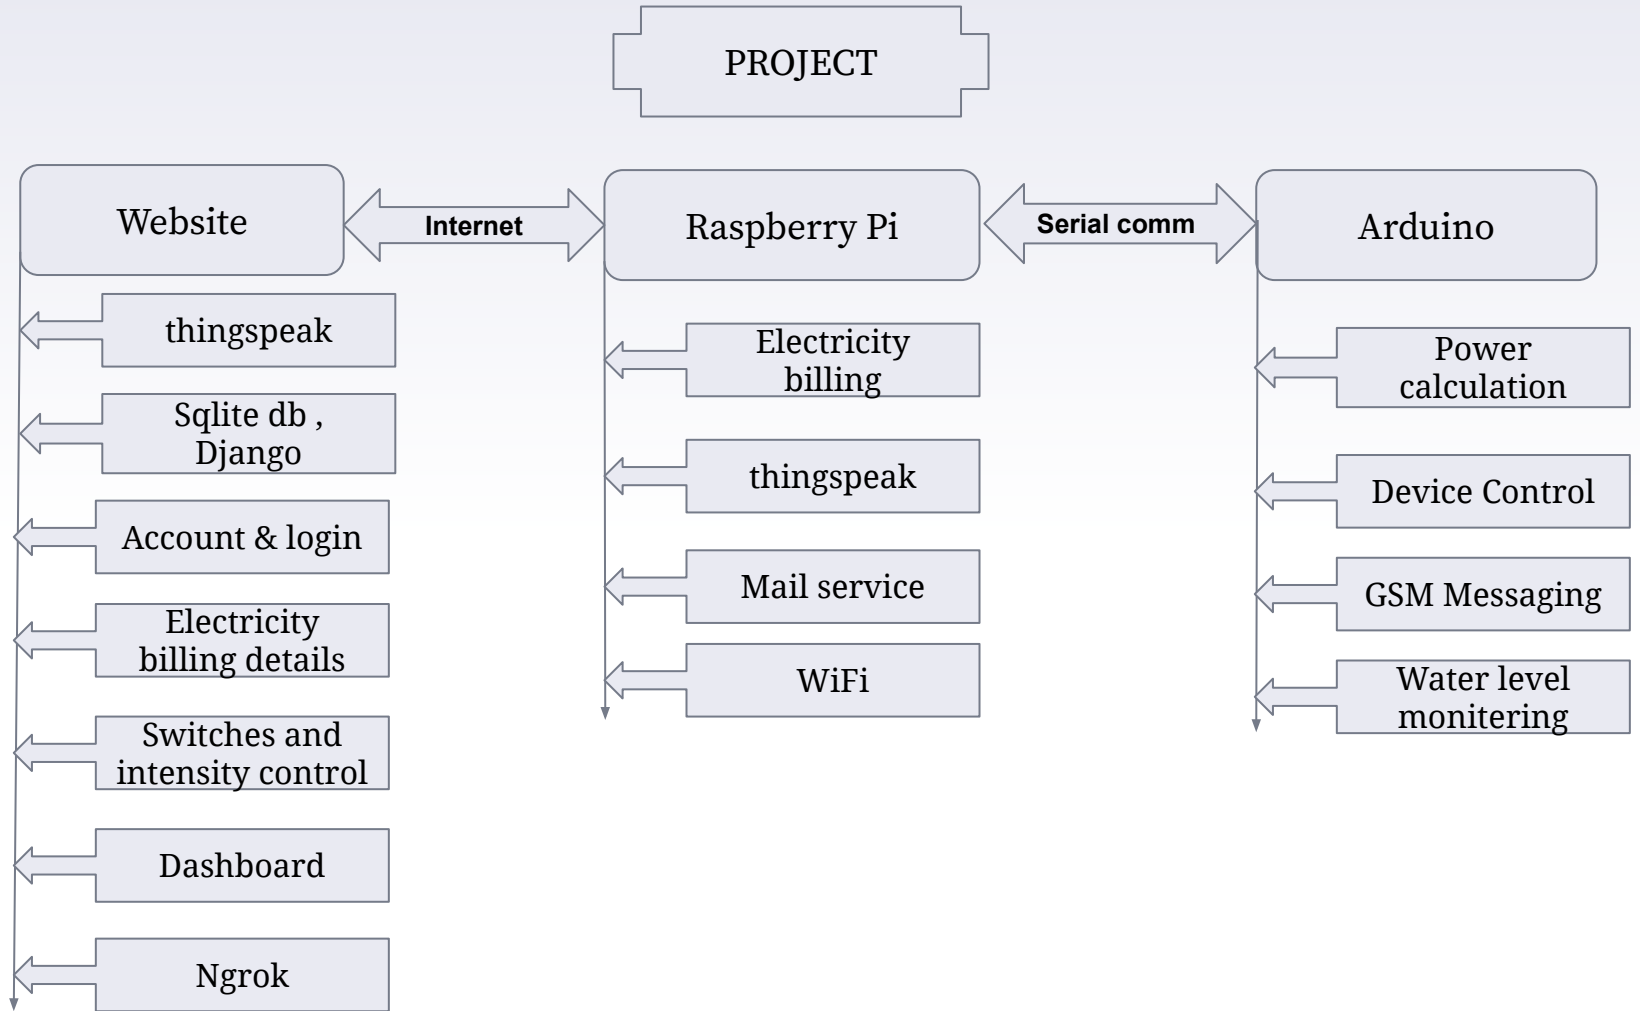 PROJECT
Website
Internet
Raspberry Pi
Serial comm
Arduino
thingspeak
Sqlite db ,
Django
Account & login
Electricity
billing details
Switches and
intensity control
Dashboard
Ngrok
Electricity
billing
thingspeak
Mail service
WiFi
Power
calculation
Device Control
GSM Messaging
Water level
monitering